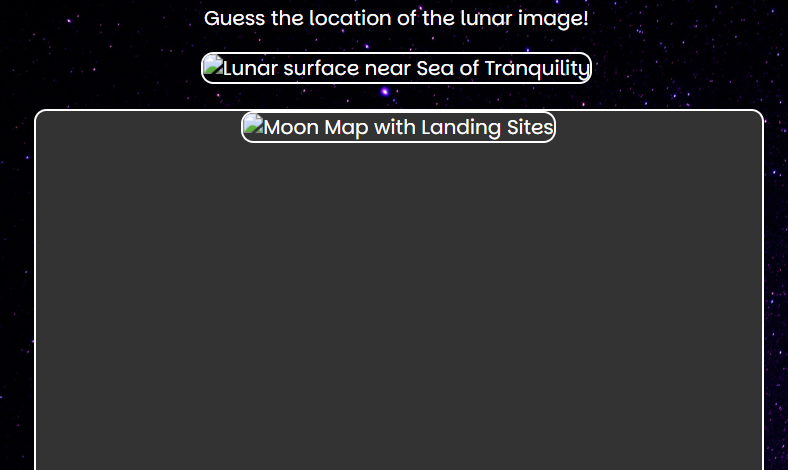 Guess the location of the lunar image!
Lunar surface near Sea of Tranquility
Moon Map with Landing Sites